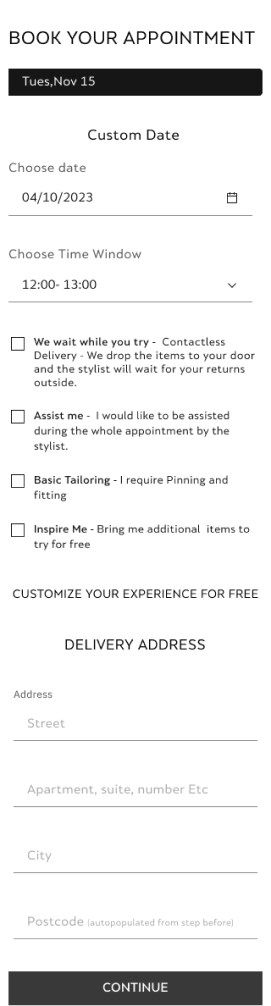 BOOK YOUR APPOINTMENT
Tues,Nov 15
Custom Date
Choose date
04/10/2023
Choose Time Window
12:00- 13:00
We wait while you try - Contactless
Delivery - We drop the items to your door
and the stylist will wait for your returns
outside.
Assist me - I would like to be assisted
during the whole appointment by the
stylist.
Basic Tailoring - I require Pinning and
fitting
Inspire Me - Bring me additional items to
try for free
CUSTOMIZE YOUR EXPERIENCE FOR FREE
DELIVERY ADDRESS
Address
Street
Apartment, suite, number Etc
City
Postcode (autopopulated from step before)
CONTINUE